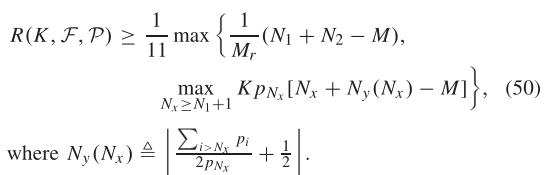 R(K, F, P) ≥ 1/11 max { 1/M_r (N_1 + N_2 − M),
max_{N_x ≥ N_1+1} K p_{N_x} [N_x + N_y(N_x) − M] }, (50)
where N_y(N_x) ≜ ⌊ ∑_{i>N_x} p_i / 2p_{N_x} + 1/2 ⌋.